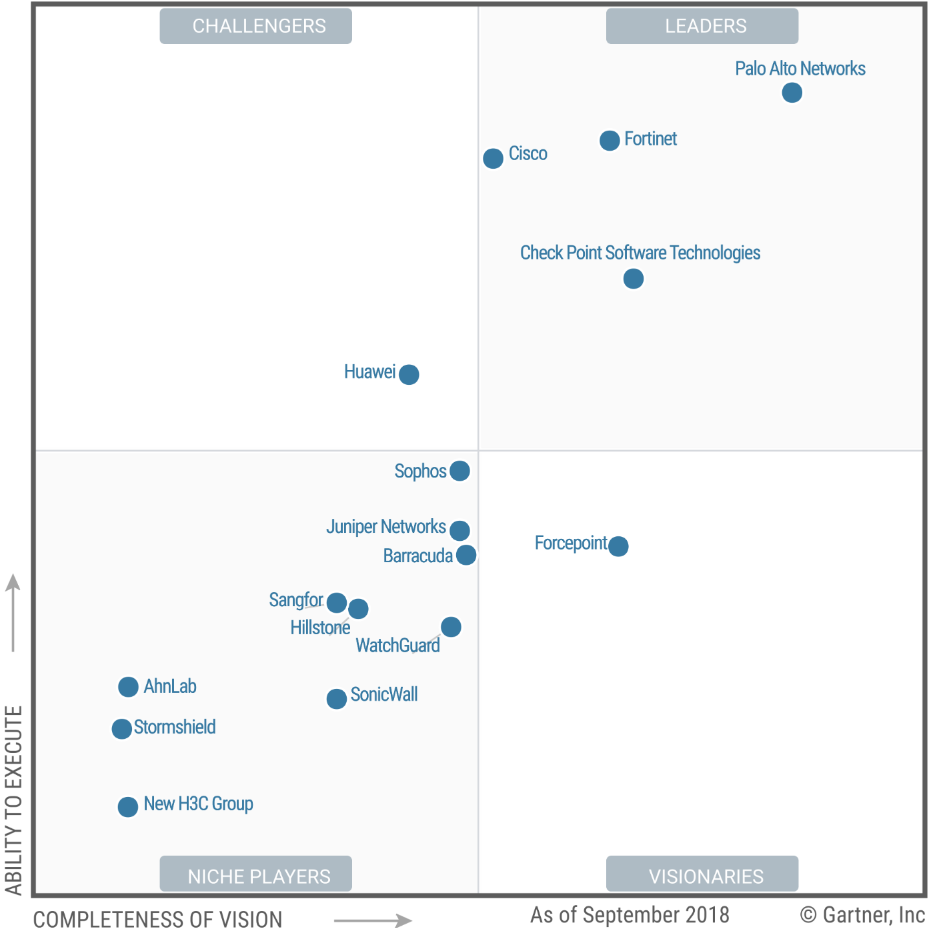 CHALLENGERS
LEADERS
Palo Alto Networks
Fortinet
Cisco
Check Point Software Technologies
Huawei
Sophos
Juniper Networks
Forcepoint
Barracuda
Sangfor
Hillstone
WatchGuard
AhnLab
SonicWall
Stormshield
New H3C Group
NICHE PLAYERS
VISIONARIES
ABILITY TO EXECUTE
COMPLETENESS OF VISION
As of September 2018
© Gartner, Inc